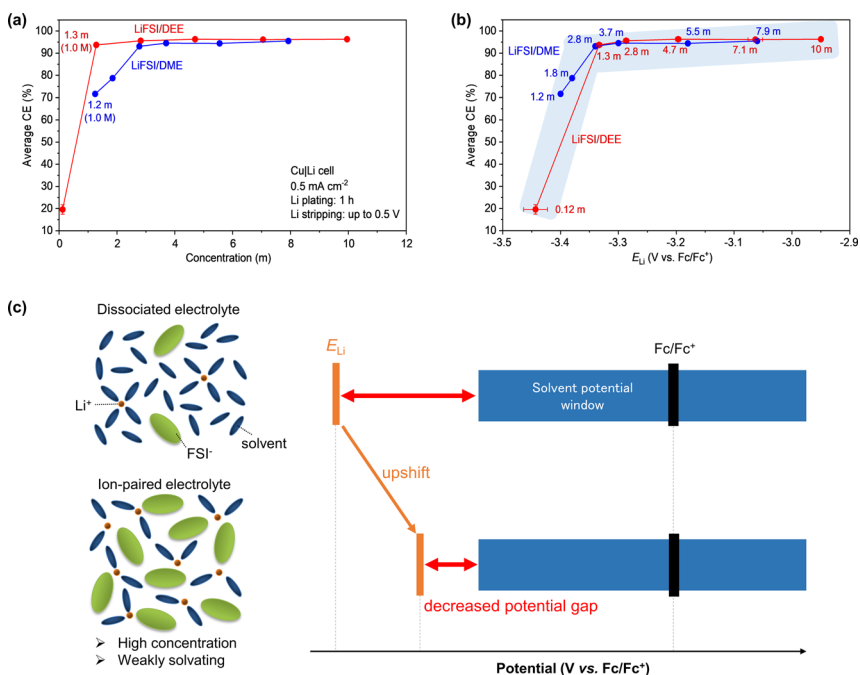 (a)
100
90
80
70
60
50
40
30
20
10
Average CE (%)
1.3 m
(1.0 M)
LiFSI/DEE
LiFSI/DME
1.2 m
(1.0 M)
Cu|Li cell
0.5 mA cm-2
Li plating: 1 h
Li stripping: up to 0.5 V
0
2
4
6
8
10
12
Concentration (m)
(b)
100
90
80
70
60
50
40
30
20
10
Average CE (%)
LiFSI/DME
2.8 m
3.7 m
5.5 m
7.9 m
1.3 m
2.8 m
4.7 m
7.1 m
10 m
1.8 m
1.2 m
LiFSI/DEE
0.12 m
-3.5
-3.4
-3.3
-3.2
-3.1
-3.0
-2.9
ELi (V vs. Fc/Fc+)
(c)
Dissociated electrolyte
Li+
FSI-
solvent
Ion-paired electrolyte
➢ High concentration
➢ Weakly solvating
ELi
Fc/Fc+
Solvent potential
window
upshift
decreased potential gap
Potential (V vs. Fc/Fc+)